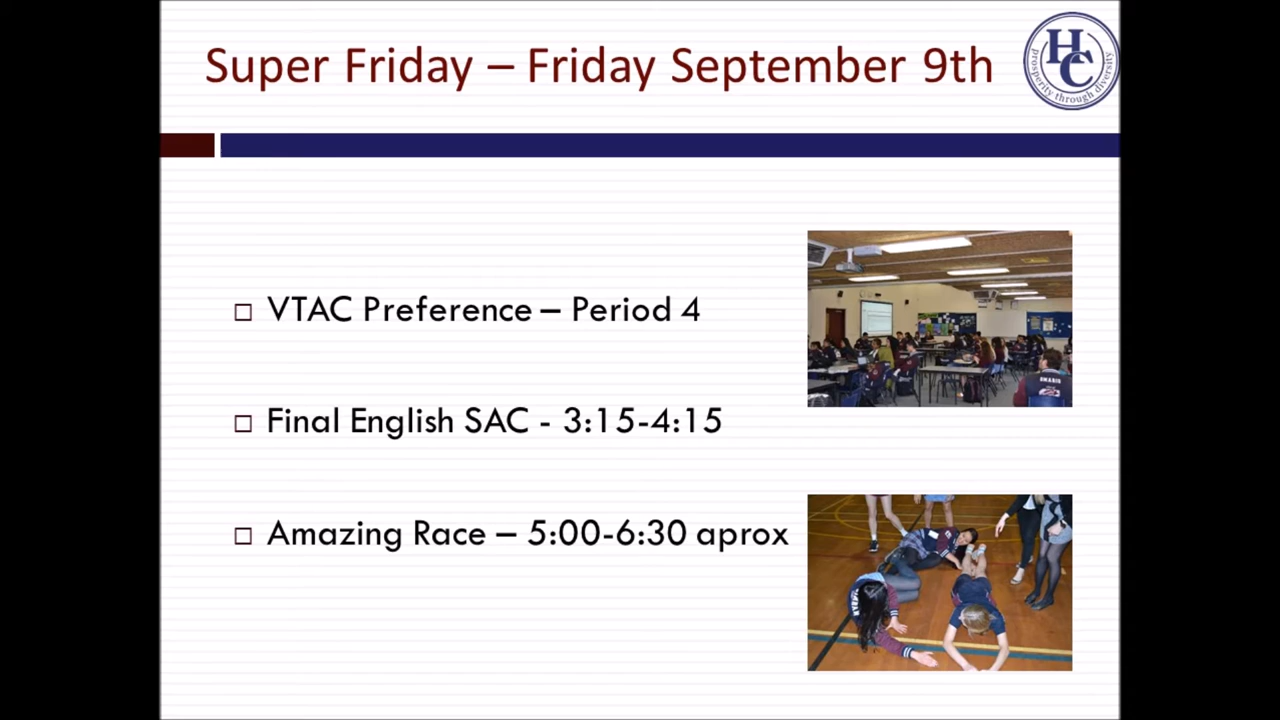 Super Friday – Friday September 9th
HC
prosperity through diversity
VTAC Preference – Period 4
Final English SAC - 3:15-4:15
Amazing Race – 5:00-6:30 aprox